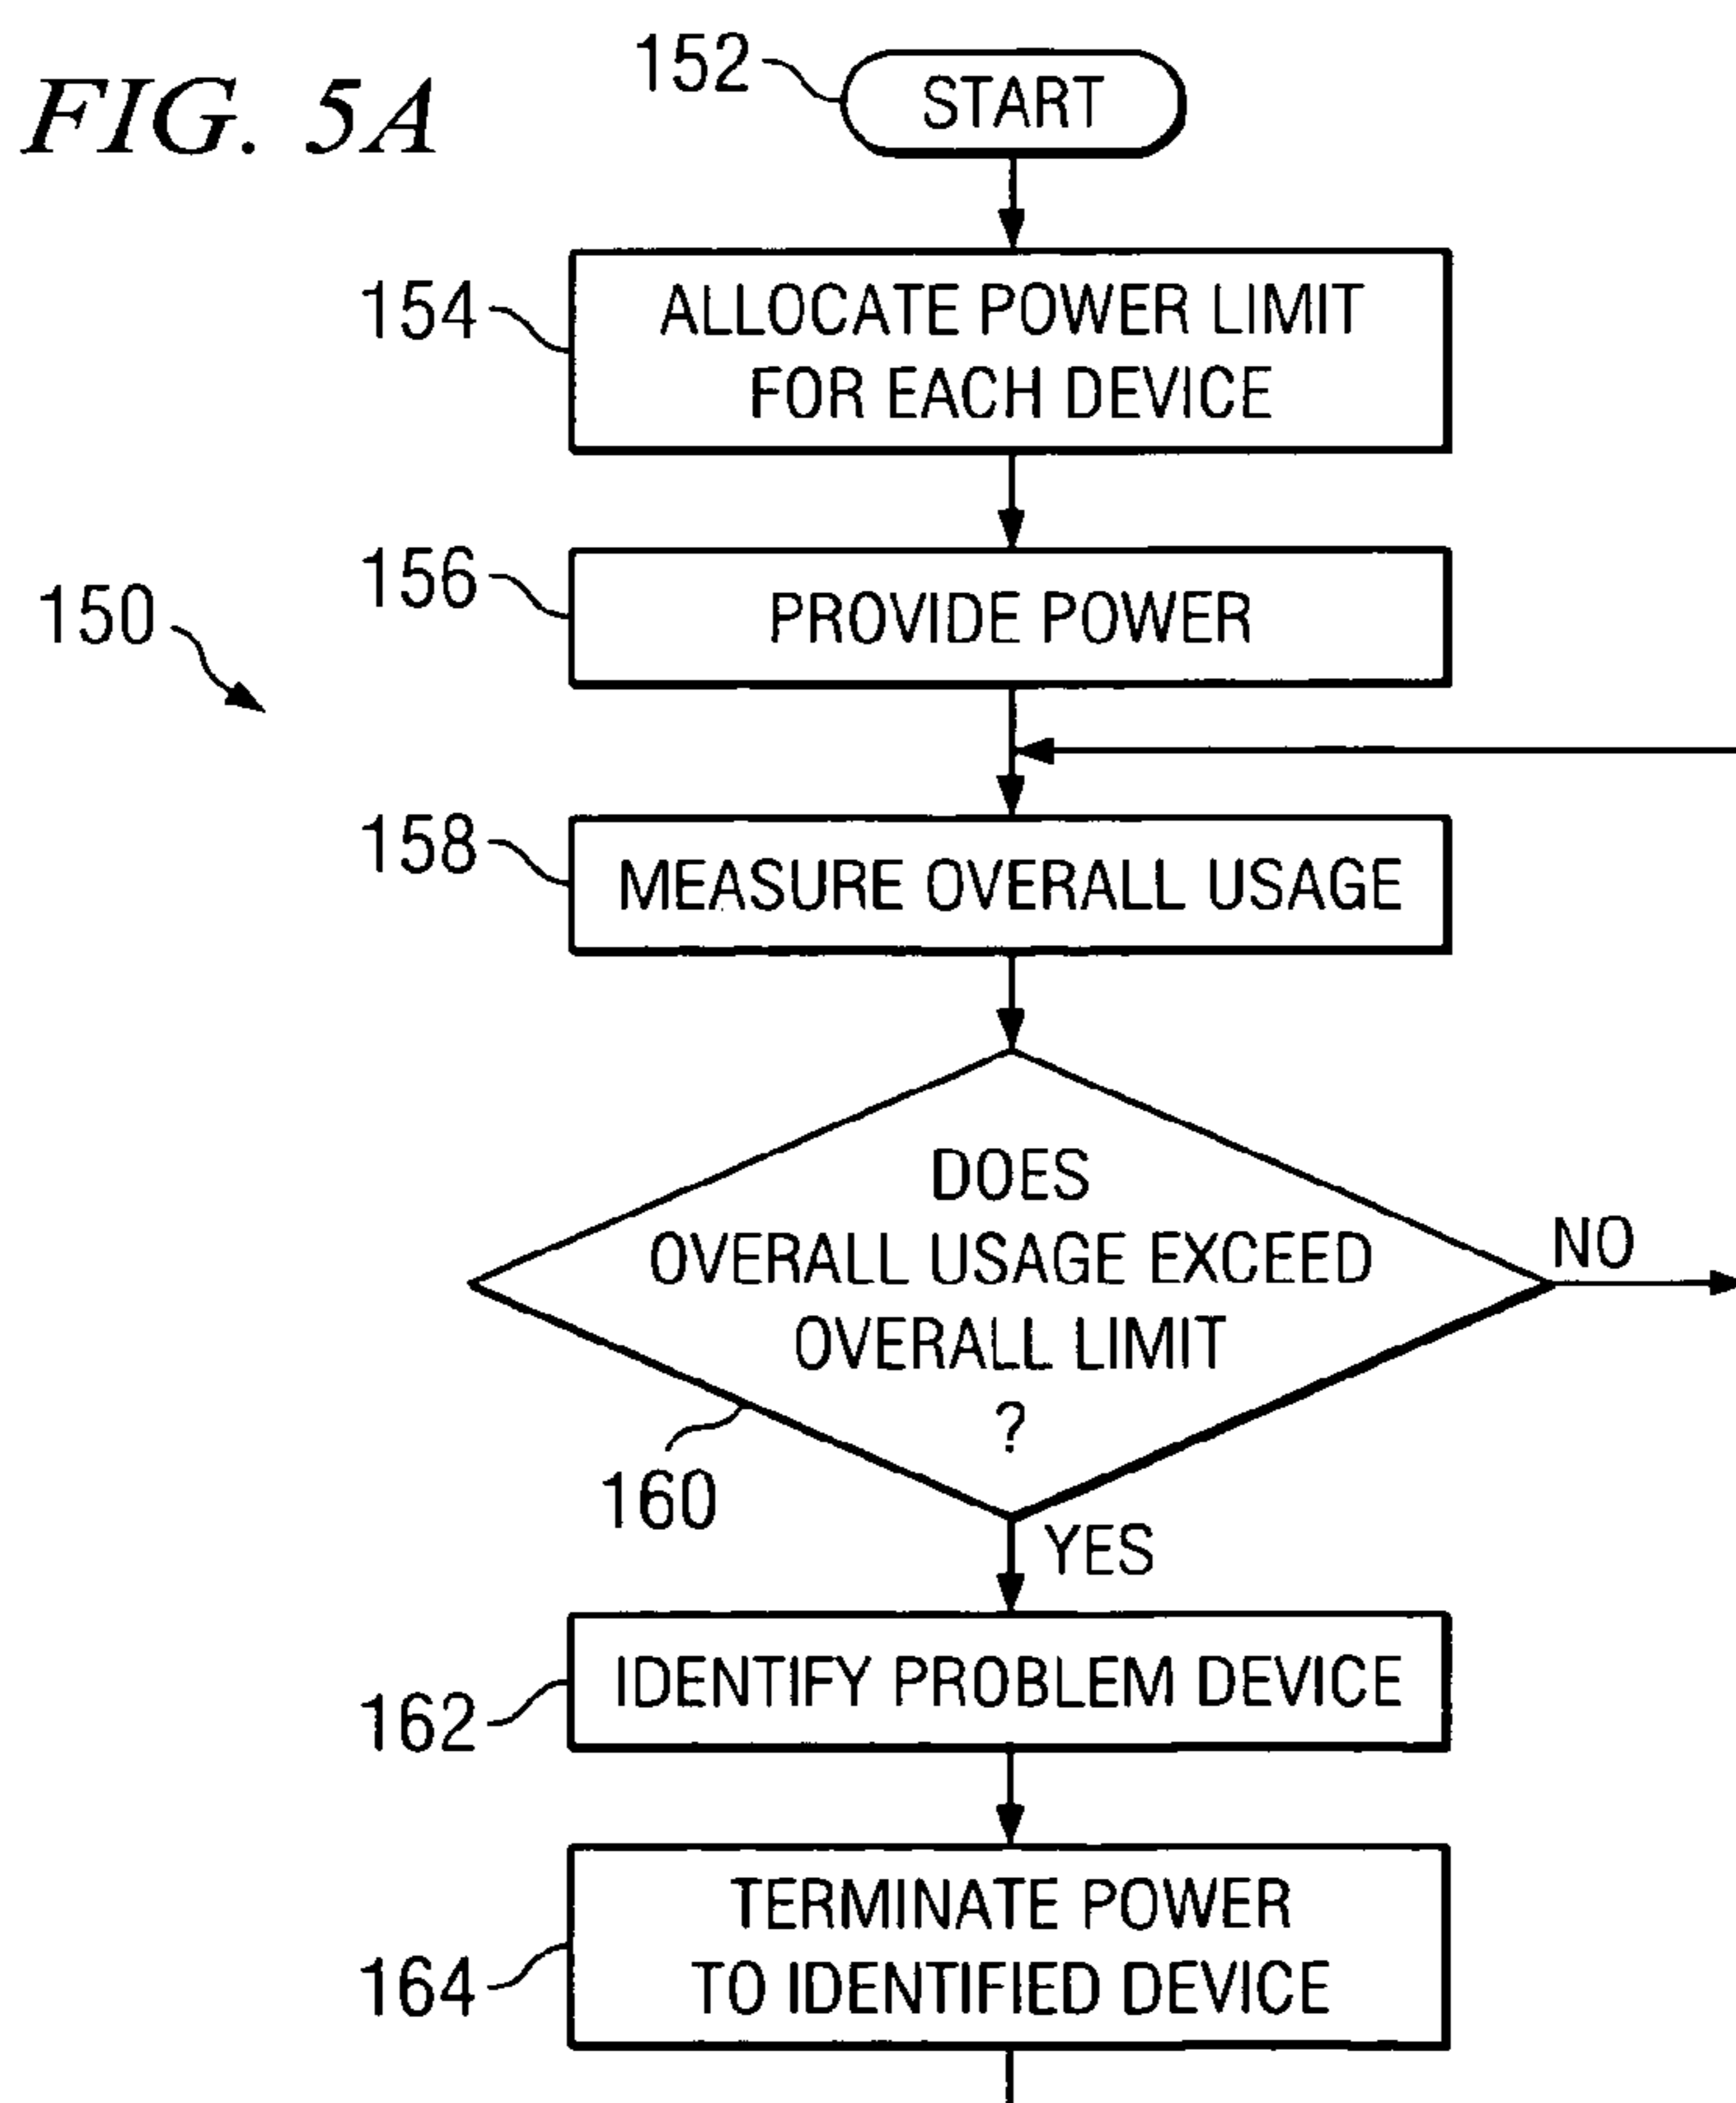 FIG. 5A
152
START
154
ALLOCATE POWER LIMIT
FOR EACH DEVICE
156
PROVIDE POWER
150
158
MEASURE OVERALL USAGE
DOES
OVERALL USAGE EXCEED
OVERALL LIMIT
?
NO
160
YES
162
IDENTIFY PROBLEM DEVICE
164
TERMINATE POWER
TO IDENTIFIED DEVICE